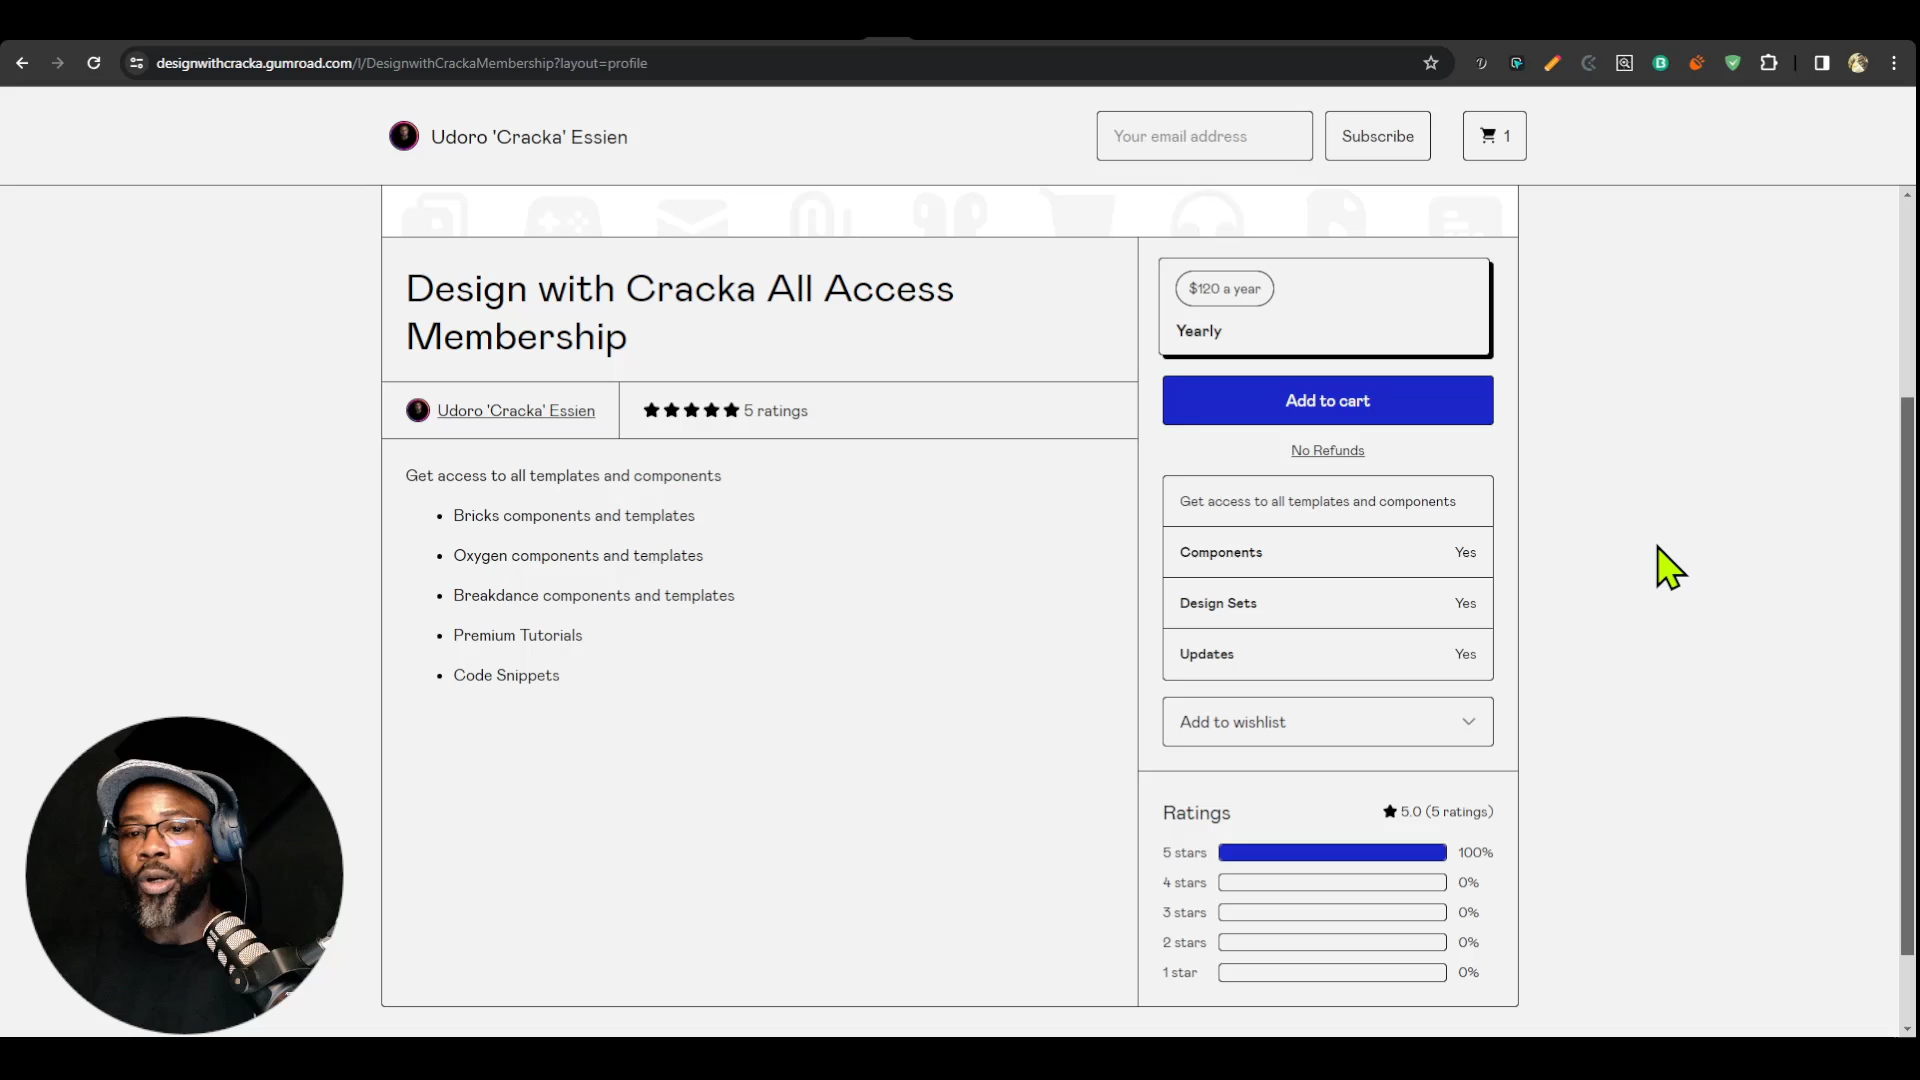 designwithcracka.gumroad.com/l/DesignwithCrackaMembership?layout=profile
Udoro 'Cracka' Essien
Your email address
Subscribe
1
Design with Cracka All Access
Membership
Udoro 'Cracka' Essien
5 ratings
Get access to all templates and components
• Bricks components and templates
• Oxygen components and templates
• Breakdance components and templates
• Premium Tutorials
• Code Snippets
$120 a year
Yearly
Add to cart
No Refunds
Get access to all templates and components
Components Yes
Design Sets Yes
Updates Yes
Add to wishlist
Ratings 5.0 (5 ratings)
5 stars 100%
4 stars 0%
3 stars 0%
2 stars 0%
1 star 0%